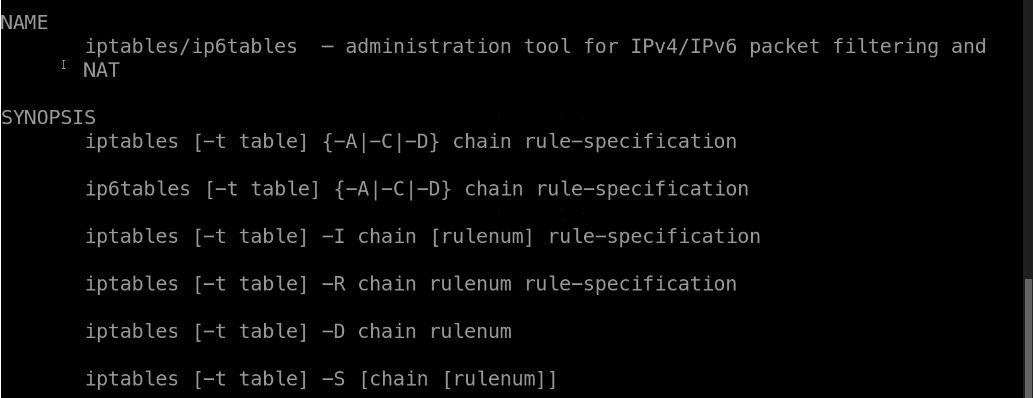 NAME
iptables/ip6tables — administration tool for IPv4/IPv6 packet filtering and
NAT
SYNOPSIS
iptables [-t table] {-A|-C|-D} chain rule-specification
ip6tables [-t table] {-A|-C|-D} chain rule-specification
iptables [-t table] -I chain [rulenum] rule-specification
iptables [-t table] -R chain rulenum rule-specification
iptables [-t table] -D chain rulenum
iptables [-t table] -S [chain [rulenum]]